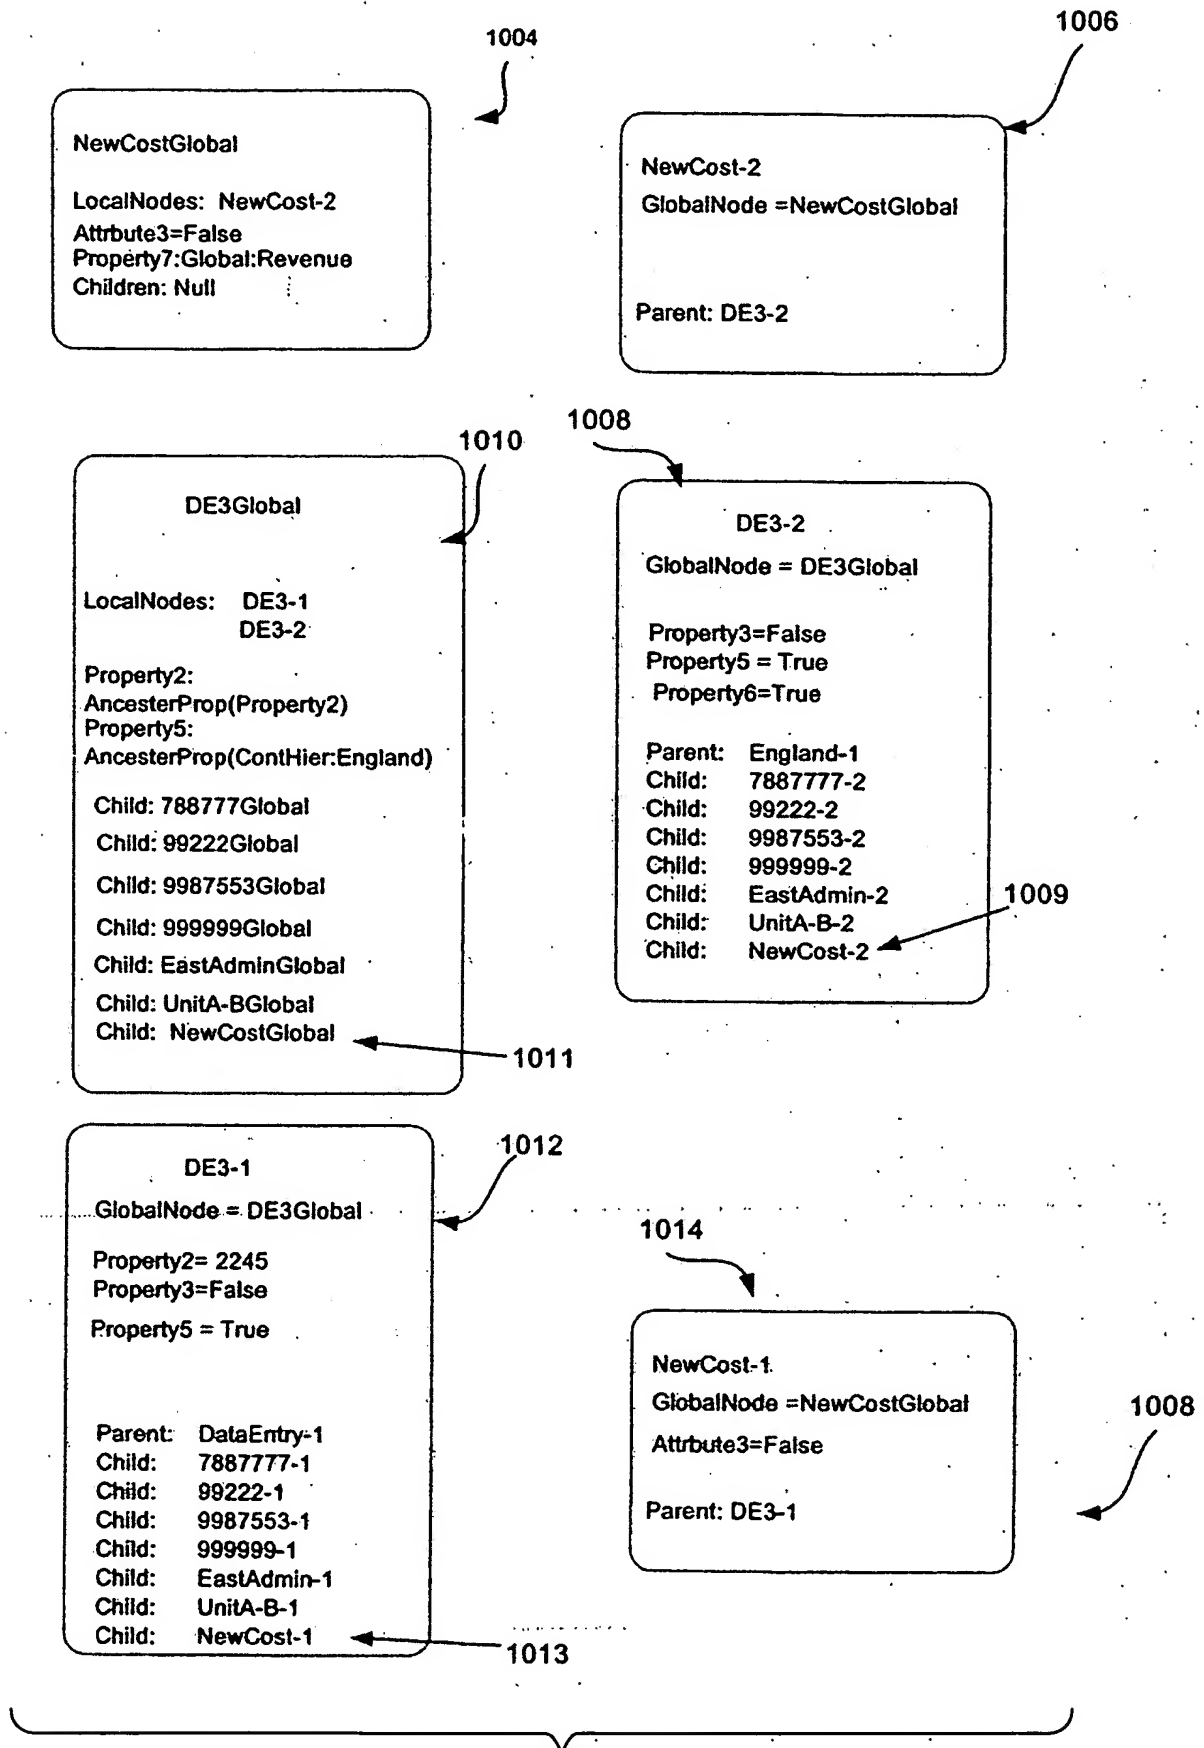 1004
NewCostGlobal
LocalNodes: NewCost-2
Attrbute3=False
Property7:Global:Revenue
Children: Null
1006
NewCost-2
GlobalNode =NewCostGlobal
Parent: DE3-2
1010
DE3Global
LocalNodes: DE3-1
DE3-2
Property2:
AncesterProp(Property2)
Property5:
AncesterProp(ContHier:England)
Child: 788777Global
Child: 99222Global
Child: 9987553Global
Child: 999999Global
Child: EastAdminGlobal
Child: UnitA-BGlobal
Child: NewCostGlobal
1011
1008
DE3-2
GlobalNode = DE3Global
Property3=False
Property5 = True
Property6=True
Parent: England-1
Child: 7887777-2
Child: 99222-2
Child: 9987553-2
Child: 999999-2
Child: EastAdmin-2
Child: UnitA-B-2
Child: NewCost-2
1009
1012
DE3-1
GlobalNode = DE3Global
Property2= 2245
Property3=False
Property5 = True
Parent: DataEntry-1
Child: 7887777-1
Child: 99222-1
Child: 9987553-1
Child: 999999-1
Child: EastAdmin-1
Child: UnitA-B-1
Child: NewCost-1
1013
1014
NewCost-1
GlobalNode =NewCostGlobal
Attrbute3=False
Parent: DE3-1
1008